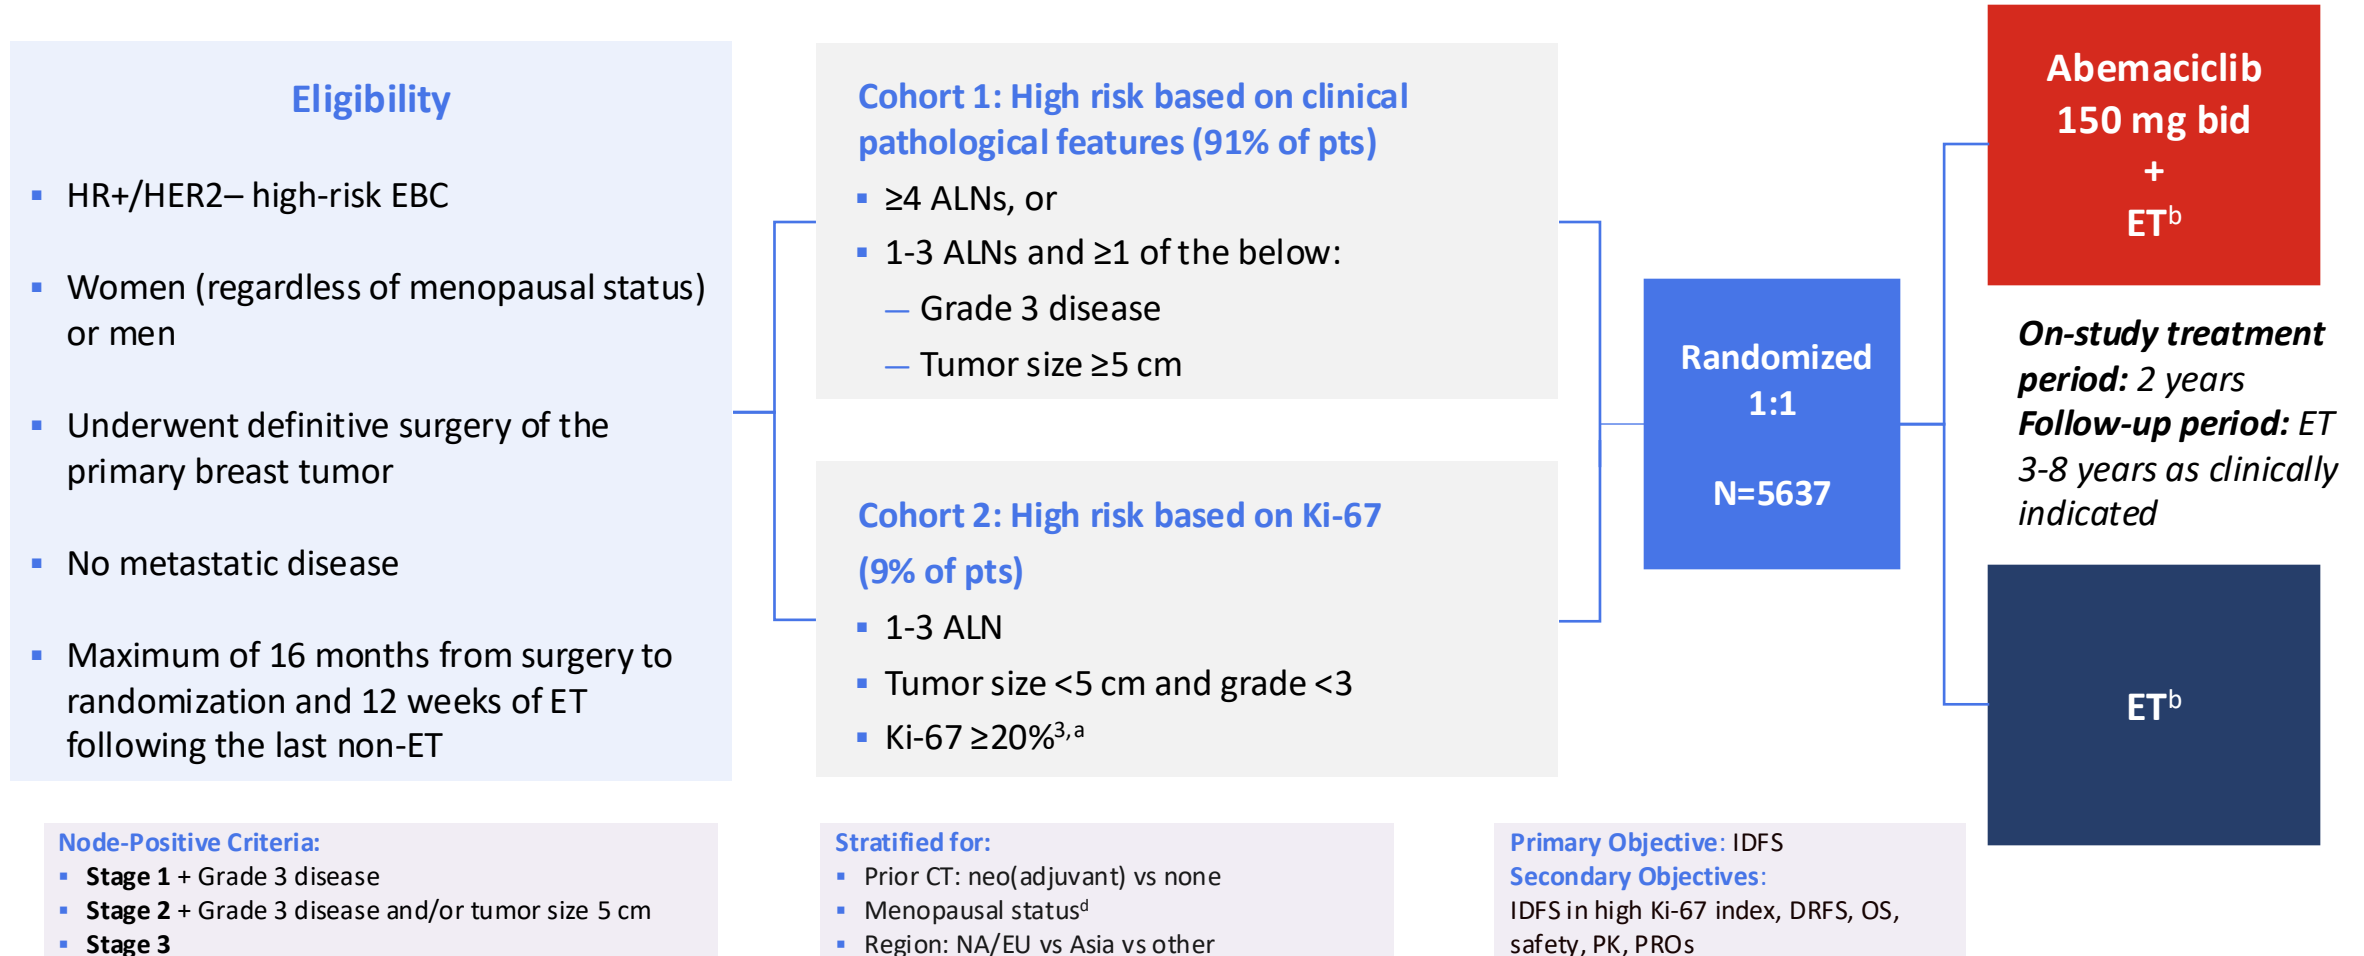 Eligibility
▪ HR+/HER2– high-risk EBC
▪ Women (regardless of menopausal status)
or men
▪ Underwent definitive surgery of the
primary breast tumor
▪ No metastatic disease
▪ Maximum of 16 months from surgery to
randomization and 12 weeks of ET
following the last non-ET
Cohort 1: High risk based on clinical
pathological features (91% of pts)
▪ ≥4 ALNs, or
▪ 1-3 ALNs and ≥1 of the below:
— Grade 3 disease
— Tumor size ≥5 cm
Cohort 2: High risk based on Ki-67
(9% of pts)
▪ 1-3 ALN
▪ Tumor size <5 cm and grade <3
▪ Ki-67 ≥20%3,a
Randomized
1:1
N=5637
Abemaciclib
150 mg bid
+
ETb
On-study treatment
period: 2 years
Follow-up period: ET
3-8 years as clinically
indicated
ETb
Node-Positive Criteria:
▪ Stage 1 + Grade 3 disease
▪ Stage 2 + Grade 3 disease and/or tumor size 5 cm
▪ Stage 3
Stratified for:
▪ Prior CT: neo(adjuvant) vs none
▪ Menopausal statusd
▪ Region: NA/EU vs Asia vs other
Primary Objective: IDFS
Secondary Objectives:
IDFS in high Ki-67 index, DRFS, OS,
safety, PK, PROs